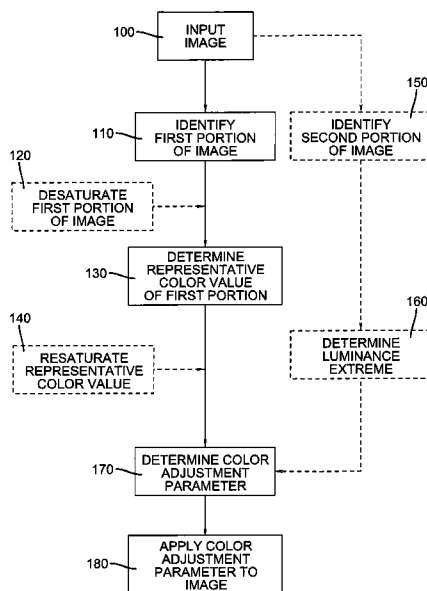 100
INPUT
IMAGE
150
110
IDENTIFY
FIRST PORTION
OF IMAGE
IDENTIFY
SECOND PORTION
OF IMAGE
120
DESATURATE
FIRST PORTION
OF IMAGE
130
DETERMINE
REPRESENTATIVE
COLOR VALUE
OF FIRST PORTION
140
RESATURATE
REPRESENTATIVE
COLOR VALUE
160
DETERMINE
LUMINANCE
EXTREME
170
DETERMINE COLOR
ADJUSTMENT
PARAMETER
180
APPLY COLOR
ADJUSTMENT
PARAMETER TO
IMAGE